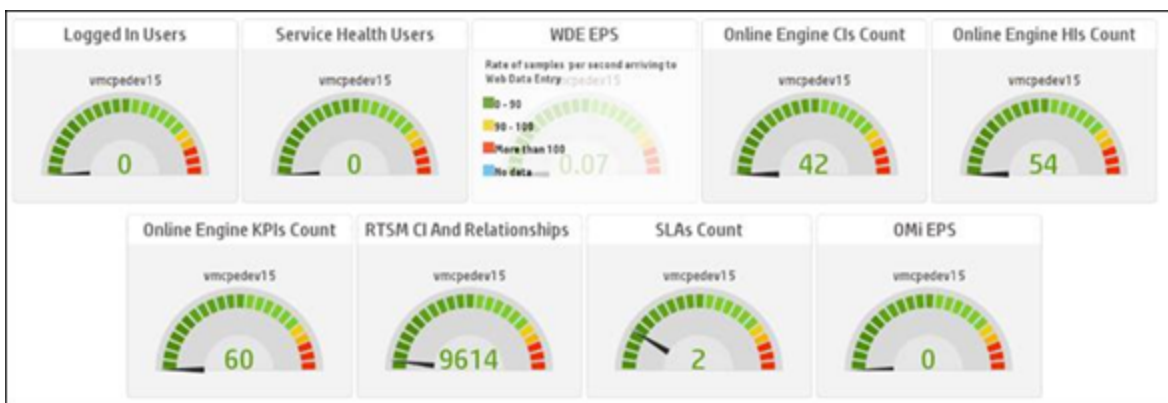 Logged In Users
vmcpedev15
0
Service Health Users
vmcpedev15
0
WDE EPS
vmcpedev15
Rate of samples per second arriving to
Web Data Entry
0 - 90
90 - 100
More than 100
No data
0.07
Online Engine CIs Count
vmcpedev15
42
Online Engine HIs Count
vmcpedev15
54
Online Engine KPIs Count
vmcpedev15
60
RTSM CI And Relationships
vmcpedev15
9614
SLAs Count
vmcpedev15
2
OMi EPS
vmcpedev15
0